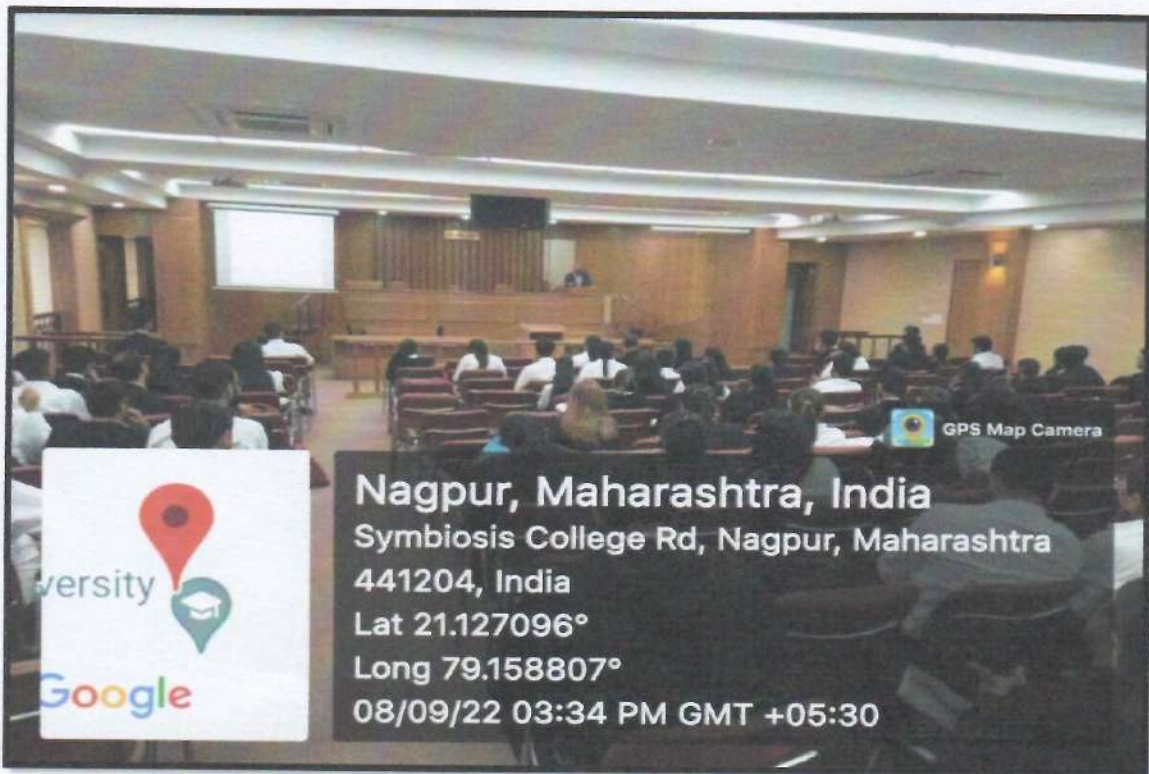 GPS Map Camera
versity
Google
Nagpur, Maharashtra, India
Symbiosis College Rd, Nagpur, Maharashtra
441204, India
Lat 21.127096°
Long 79.158807°
08/09/22 03:34 PM GMT +05:30